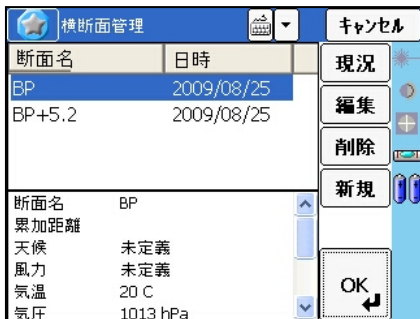 横断面管理
キャンセル
断面名 日時
現況
BP 2009/08/25
編集
BP+5.2 2009/08/25
削除
新規
断面名 BP
累加距離
天候 未定義
風力 未定義
気温 20 C
気圧 1013 hPa
OK